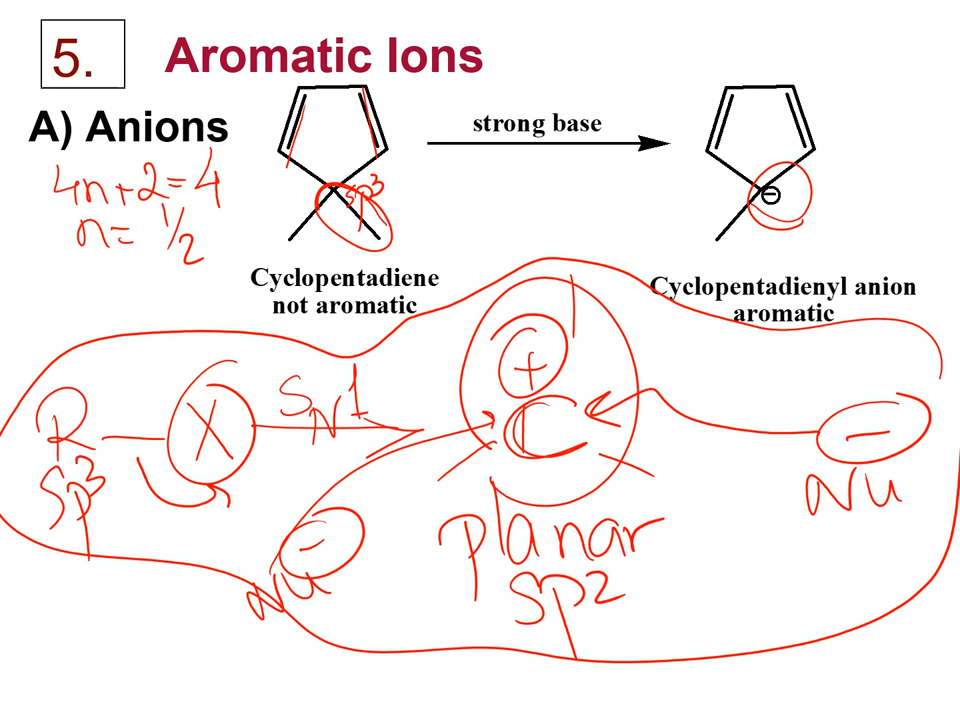 5. Aromatic Ions
A) Anions
strong base
4n+2=4
n= 1/2
sp3
Cyclopentadiene
not aromatic
Cyclopentadienyl anion
aromatic
R — X
SN1
+
C
−
Nu
sp3
−
Nu
planar
sp2